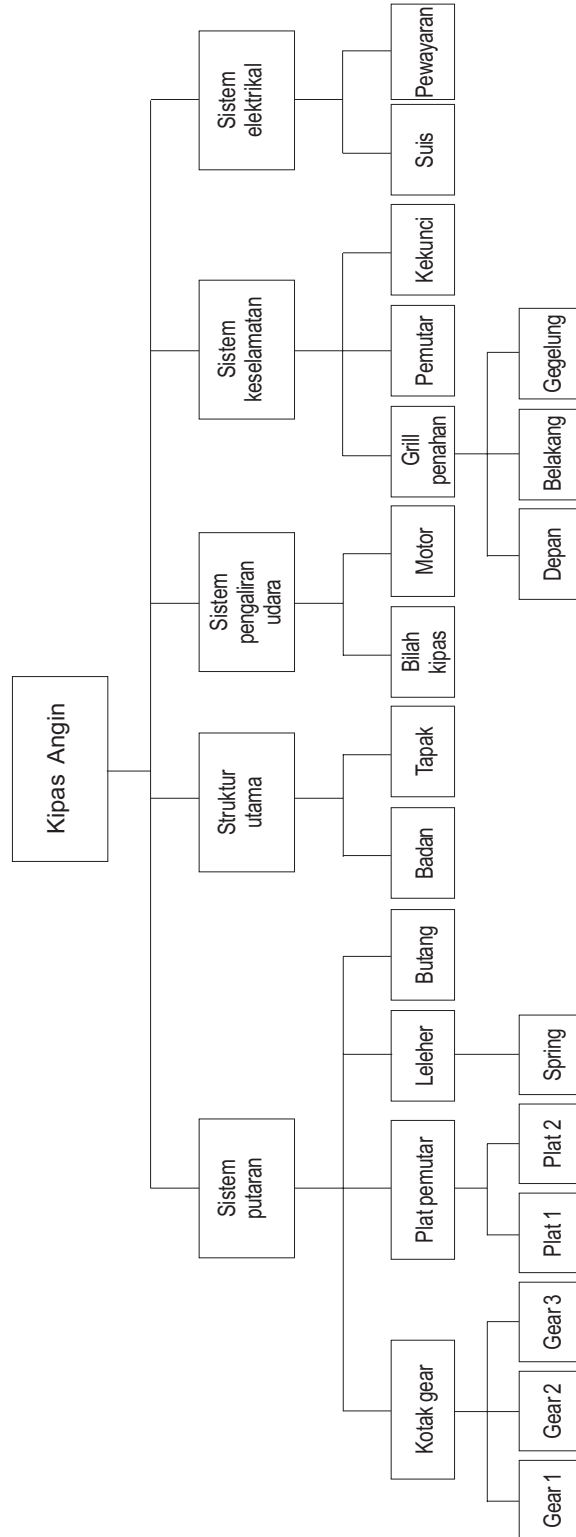 Kipas Angin
Sistem
putaran
Struktur
utama
Sistem
pengaliran
udara
Sistem
keselamatan
Sistem
elektrikal
Kotak gear
Plat pemutar
Leleher
Butang
Badan
Tapak
Bilah
kipas
Motor
Grill
penahan
Pemutar
Kekunci
Suis
Pewayaran
Gear 1
Gear 2
Gear 3
Plat 1
Plat 2
Spring
Depan
Belakang
Gegelung